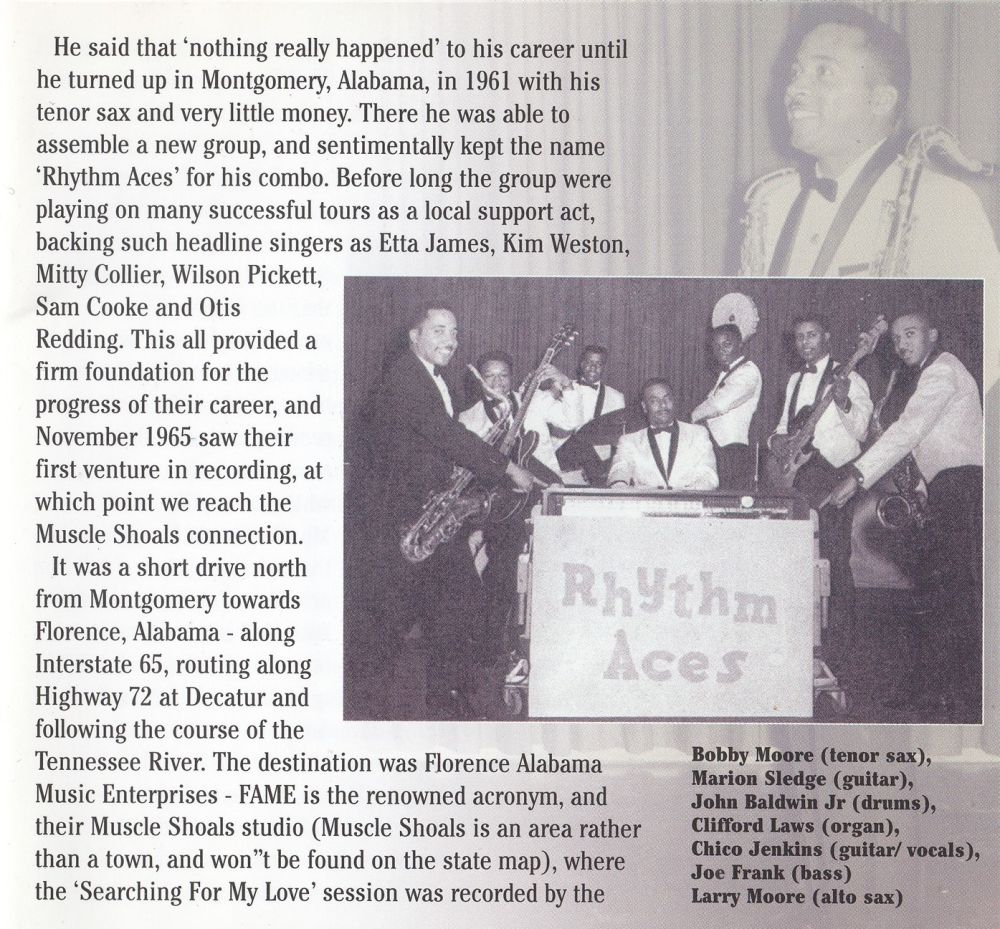 He said that ‘nothing really happened’ to his career until
he turned up in Montgomery, Alabama, in 1961 with his
tenor sax and very little money. There he was able to
assemble a new group, and sentimentally kept the name
‘Rhythm Aces’ for his combo. Before long the group were
playing on many successful tours as a local support act,
backing such headline singers as Etta James, Kim Weston,
Mitty Collier, Wilson Pickett,
Sam Cooke and Otis
Redding. This all provided a
firm foundation for the
progress of their career, and
November 1965 saw their
first venture in recording, at
which point we reach the
Muscle Shoals connection.
It was a short drive north
from Montgomery towards
Florence, Alabama - along
Interstate 65, routing along
Highway 72 at Decatur and
following the course of the
Tennessee River. The destination was Florence Alabama
Music Enterprises - FAME is the renowned acronym, and
their Muscle Shoals studio (Muscle Shoals is an area rather
than a town, and won”t be found on the state map), where
the ‘Searching For My Love’ session was recorded by the
Rhythm
Aces
Bobby Moore (tenor sax),
Marion Sledge (guitar),
John Baldwin Jr (drums),
Clifford Laws (organ),
Chico Jenkins (guitar/ vocals),
Joe Frank (bass)
Larry Moore (alto sax)